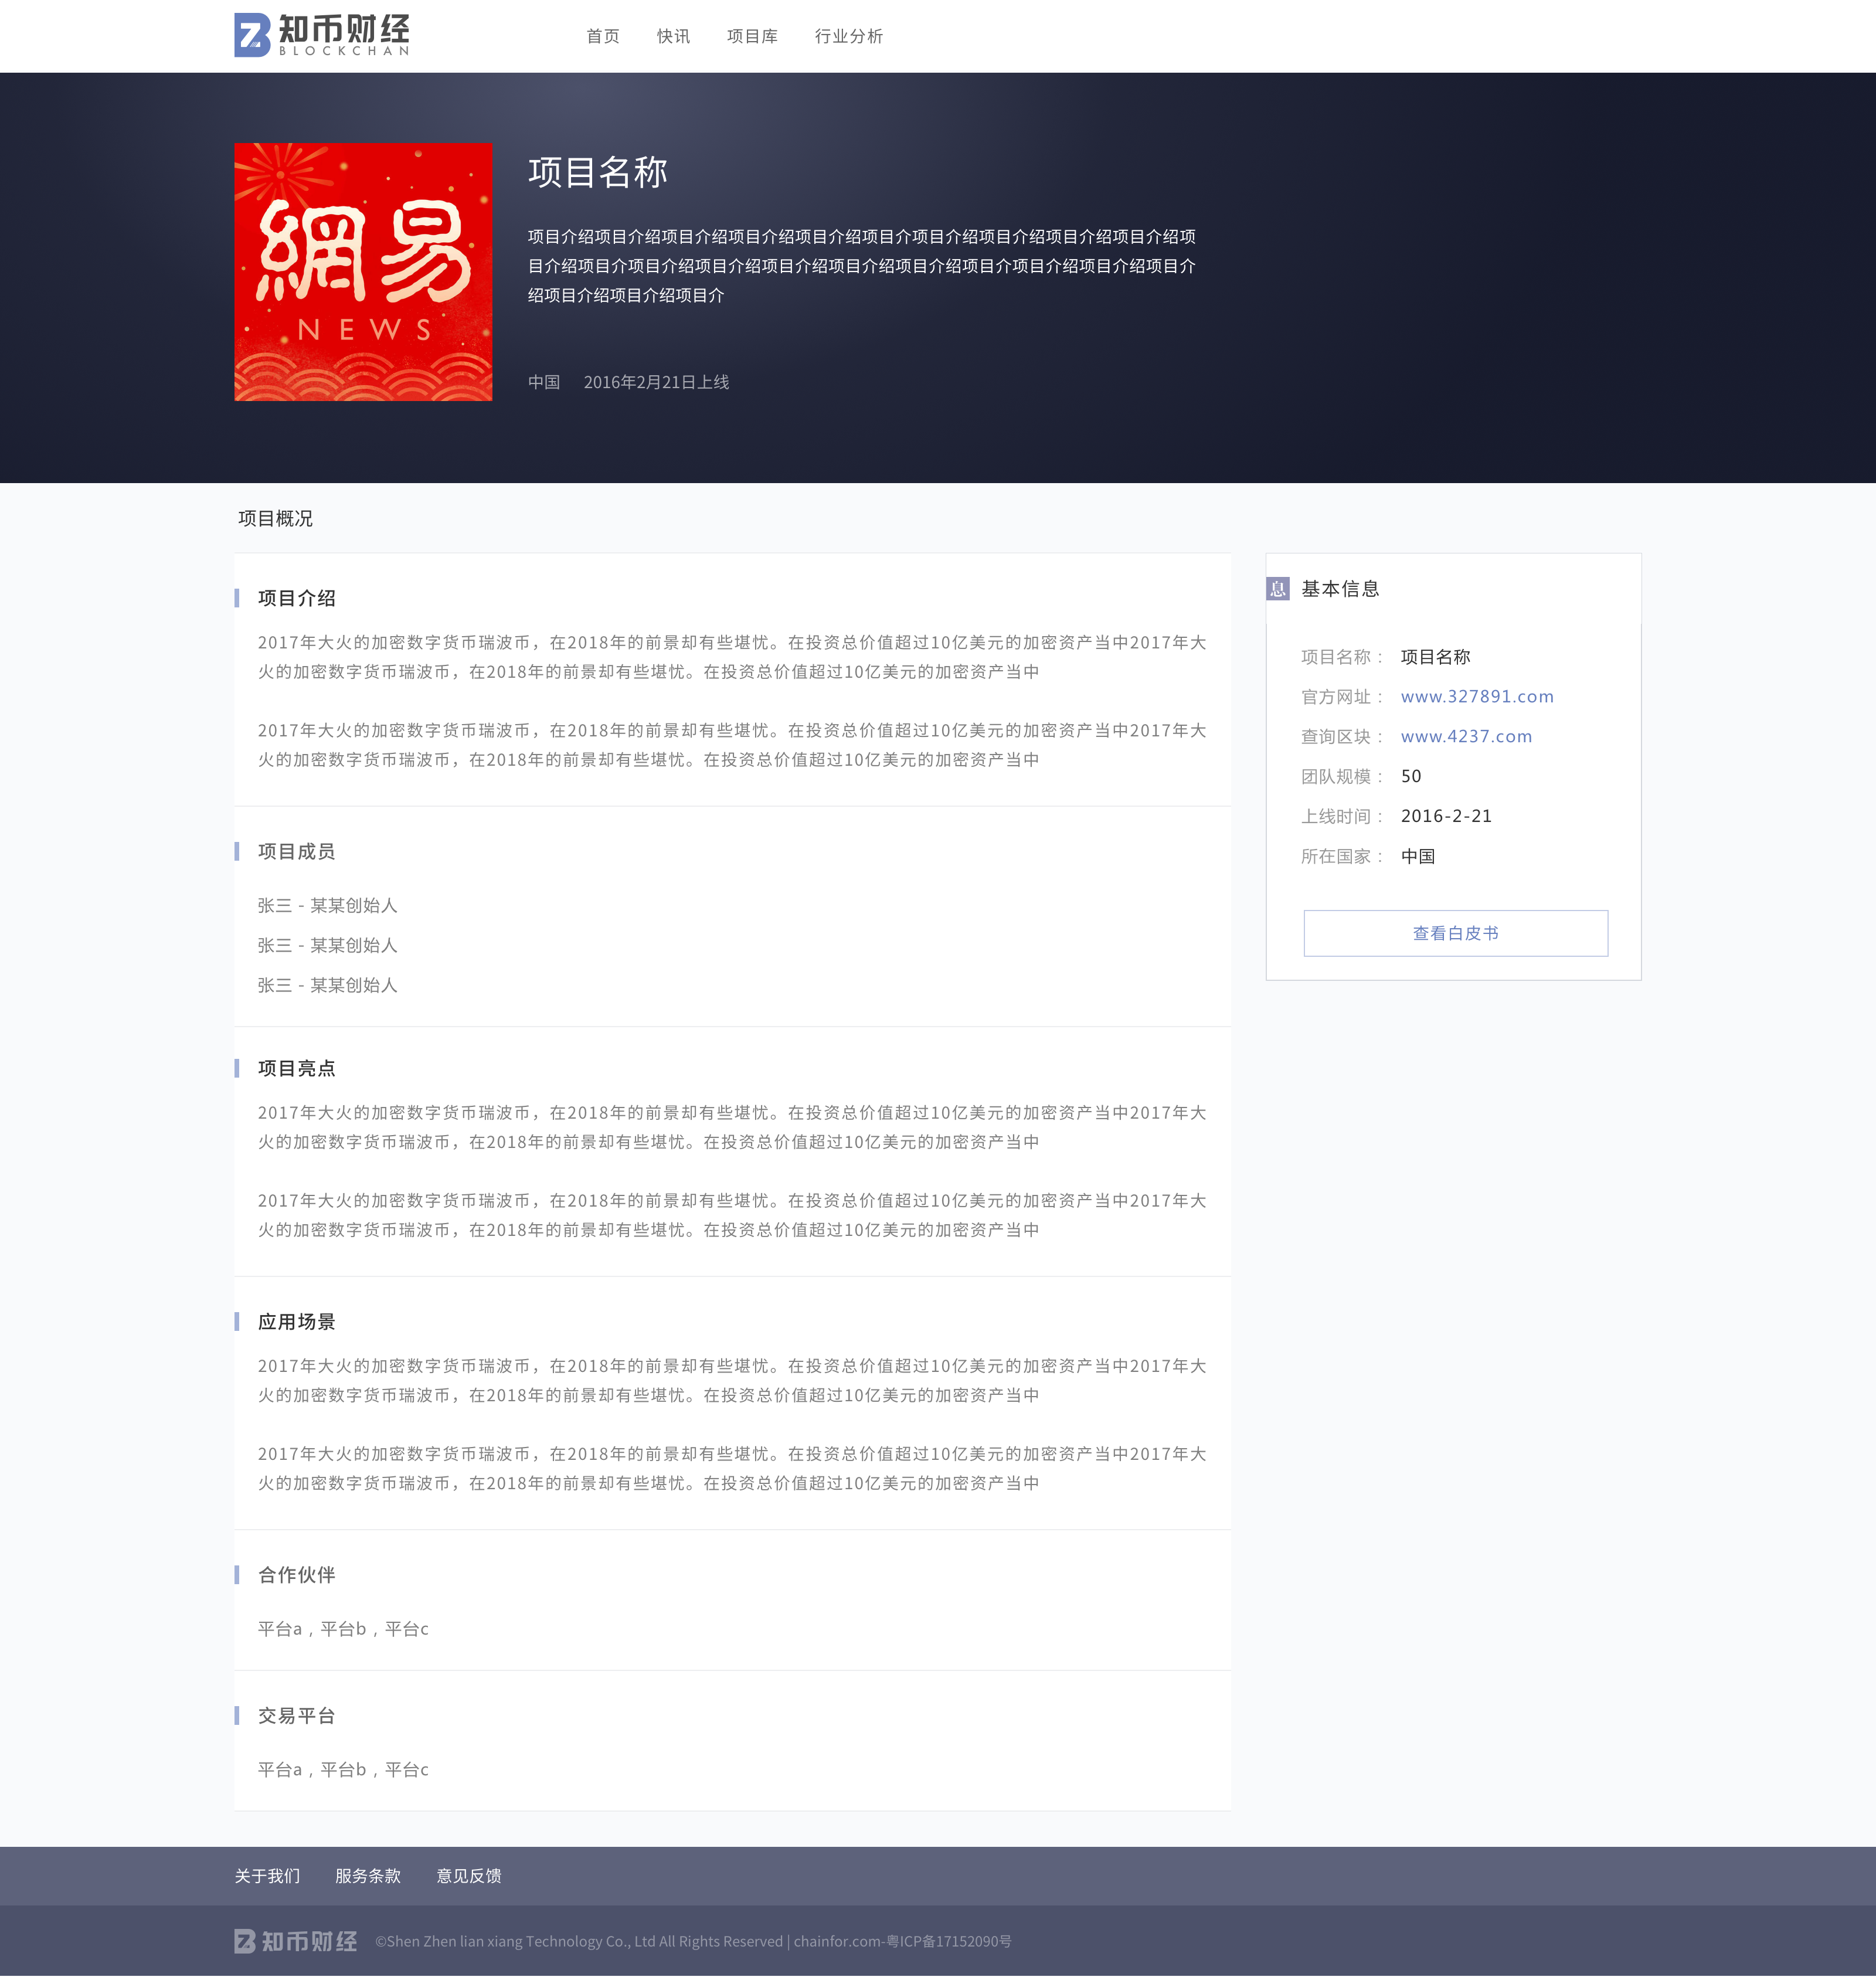 知币财经
BLOCKCHAN
首页 快讯 项目库 行业分析
網易
NEWS
项目名称
项目介绍项目介绍项目介绍项目介绍项目介绍项目介项目介绍项目介绍项目介绍项目介绍项
目介绍项目介项目介绍项目介绍项目介绍项目介绍项目介绍项目介项目介绍项目介绍项目介
绍项目介绍项目介绍项目介
中国 2016年2月21日上线
项目概况
项目介绍
2017年大火的加密数字货币瑞波币，在2018年的前景却有些堪忧。在投资总价值超过10亿美元的加密资产当中2017年大
火的加密数字货币瑞波币，在2018年的前景却有些堪忧。在投资总价值超过10亿美元的加密资产当中
2017年大火的加密数字货币瑞波币，在2018年的前景却有些堪忧。在投资总价值超过10亿美元的加密资产当中2017年大
火的加密数字货币瑞波币，在2018年的前景却有些堪忧。在投资总价值超过10亿美元的加密资产当中
项目成员
张三 - 某某创始人
张三 - 某某创始人
张三 - 某某创始人
项目亮点
2017年大火的加密数字货币瑞波币，在2018年的前景却有些堪忧。在投资总价值超过10亿美元的加密资产当中2017年大
火的加密数字货币瑞波币，在2018年的前景却有些堪忧。在投资总价值超过10亿美元的加密资产当中
2017年大火的加密数字货币瑞波币，在2018年的前景却有些堪忧。在投资总价值超过10亿美元的加密资产当中2017年大
火的加密数字货币瑞波币，在2018年的前景却有些堪忧。在投资总价值超过10亿美元的加密资产当中
应用场景
2017年大火的加密数字货币瑞波币，在2018年的前景却有些堪忧。在投资总价值超过10亿美元的加密资产当中2017年大
火的加密数字货币瑞波币，在2018年的前景却有些堪忧。在投资总价值超过10亿美元的加密资产当中
2017年大火的加密数字货币瑞波币，在2018年的前景却有些堪忧。在投资总价值超过10亿美元的加密资产当中2017年大
火的加密数字货币瑞波币，在2018年的前景却有些堪忧。在投资总价值超过10亿美元的加密资产当中
合作伙伴
平台a，平台b，平台c
交易平台
平台a，平台b，平台c
息 基本信息
项目名称： 项目名称
官方网址： www.327891.com
查询区块： www.4237.com
团队规模： 50
上线时间： 2016-2-21
所在国家： 中国
查看白皮书
关于我们 服务条款 意见反馈
知币财经 ©Shen Zhen lian xiang Technology Co., Ltd All Rights Reserved | chainfor.com-粤ICP备17152090号